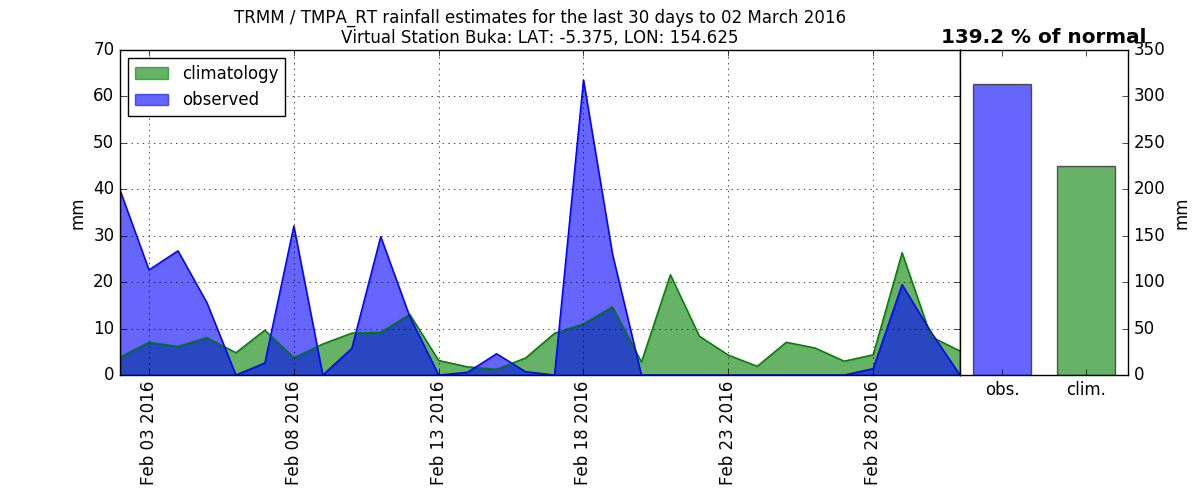 TRMM / TMPA_RT rainfall estimates for the last 30 days to 02 March 2016
Virtual Station Buka: LAT: -5.375, LON: 154.625
139.2 % of normal
climatology
observed
70
60
50
40
30
20
10
0
mm
350
300
250
200
150
100
50
0
mm
Feb 03 2016
Feb 08 2016
Feb 13 2016
Feb 18 2016
Feb 23 2016
Feb 28 2016
obs.
clim.